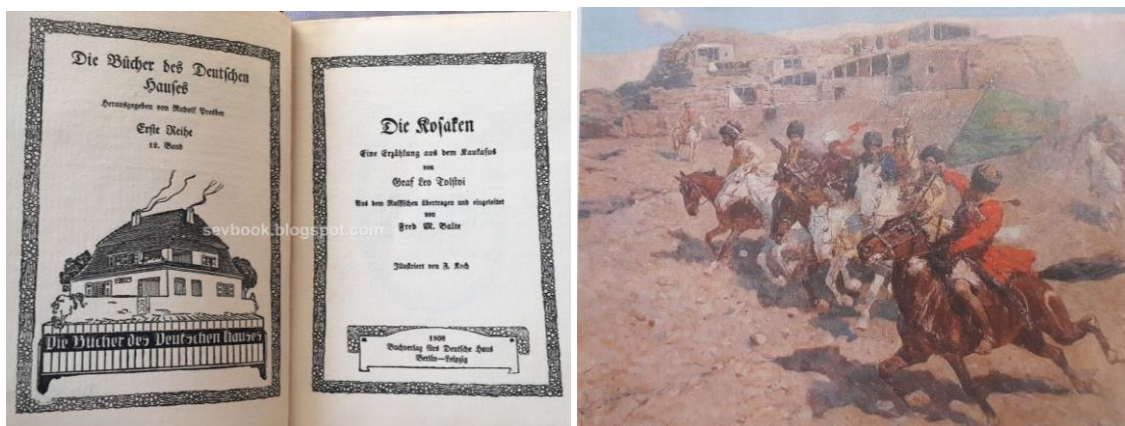 Die Bücher des Deutschen
Hauses
Herausgegeben von Rudolf Presber
Erste Reihe
12. Band
Die Bücher des Deutschen Hauses
Die Kosaken
Eine Erzählung aus dem Kaukasus
von
Graf Leo Tolstoi
Aus dem Russischen übertragen und eingeleitet
von
Fred M. Balte
Illustriert von F. Koch
1908
Buchverlag fürs Deutsche Haus
Berlin—Leipzig
sevbook.blogspot.com